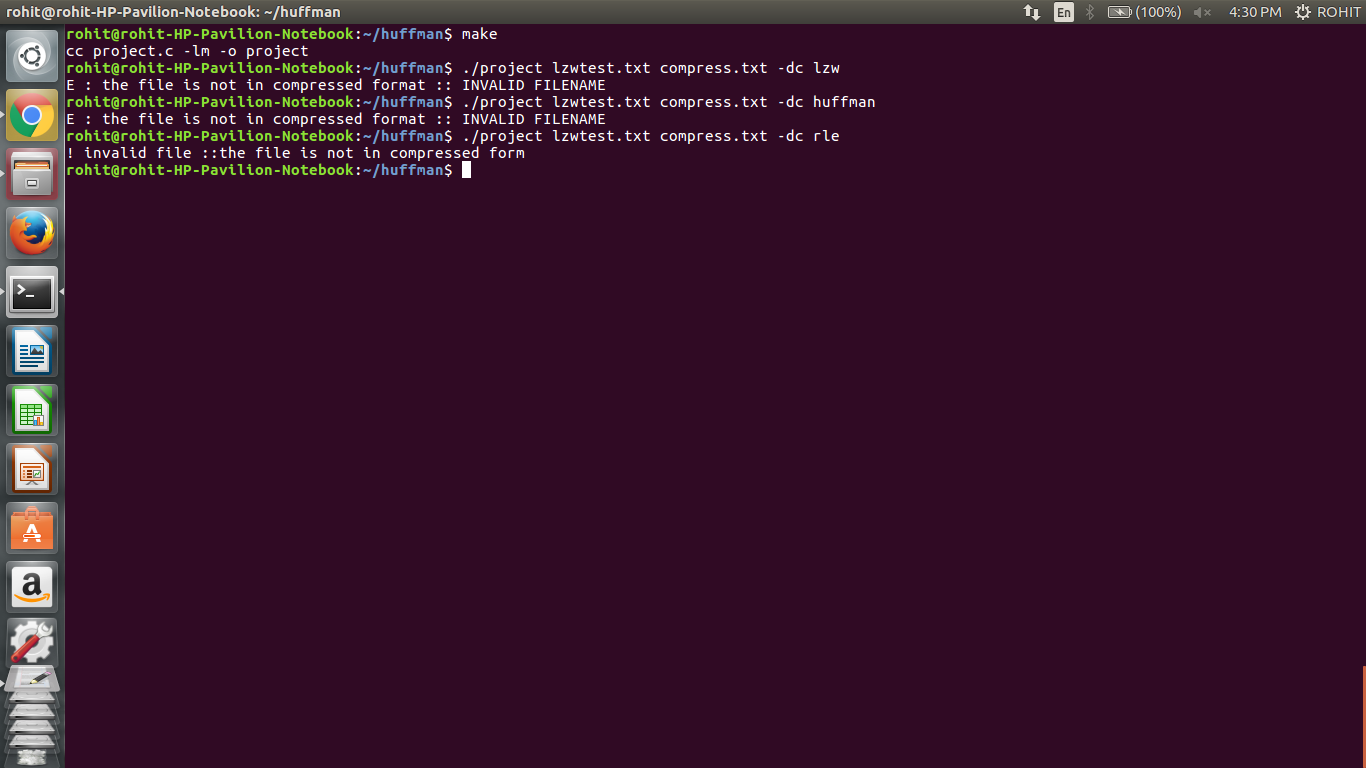 rohit@rohit-HP-Pavilion-Notebook: ~/huffman En (100%) 4:30 PM ROHIT
rohit@rohit-HP-Pavilion-Notebook:~/huffman$ make
cc project.c -lm -o project
rohit@rohit-HP-Pavilion-Notebook:~/huffman$ ./project lzwtest.txt compress.txt -dc lzw
E : the file is not in compressed format :: INVALID FILENAME
rohit@rohit-HP-Pavilion-Notebook:~/huffman$ ./project lzwtest.txt compress.txt -dc huffman
E : the file is not in compressed format :: INVALID FILENAME
rohit@rohit-HP-Pavilion-Notebook:~/huffman$ ./project lzwtest.txt compress.txt -dc rle
! invalid file ::the file is not in compressed form
rohit@rohit-HP-Pavilion-Notebook:~/huffman$